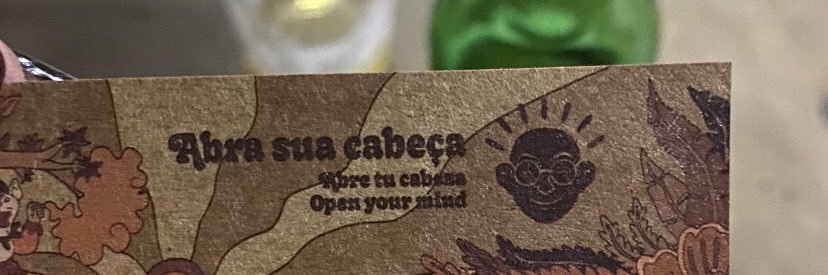 Abra sua cabeça
Abre tu cabeza
Open your mind